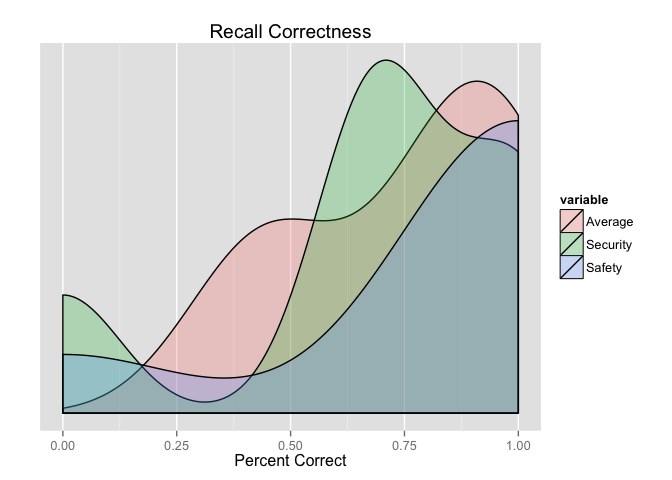 Recall Correctness
variable
Average
Security
Safety
0.00 0.25 0.50 0.75 1.00
Percent Correct